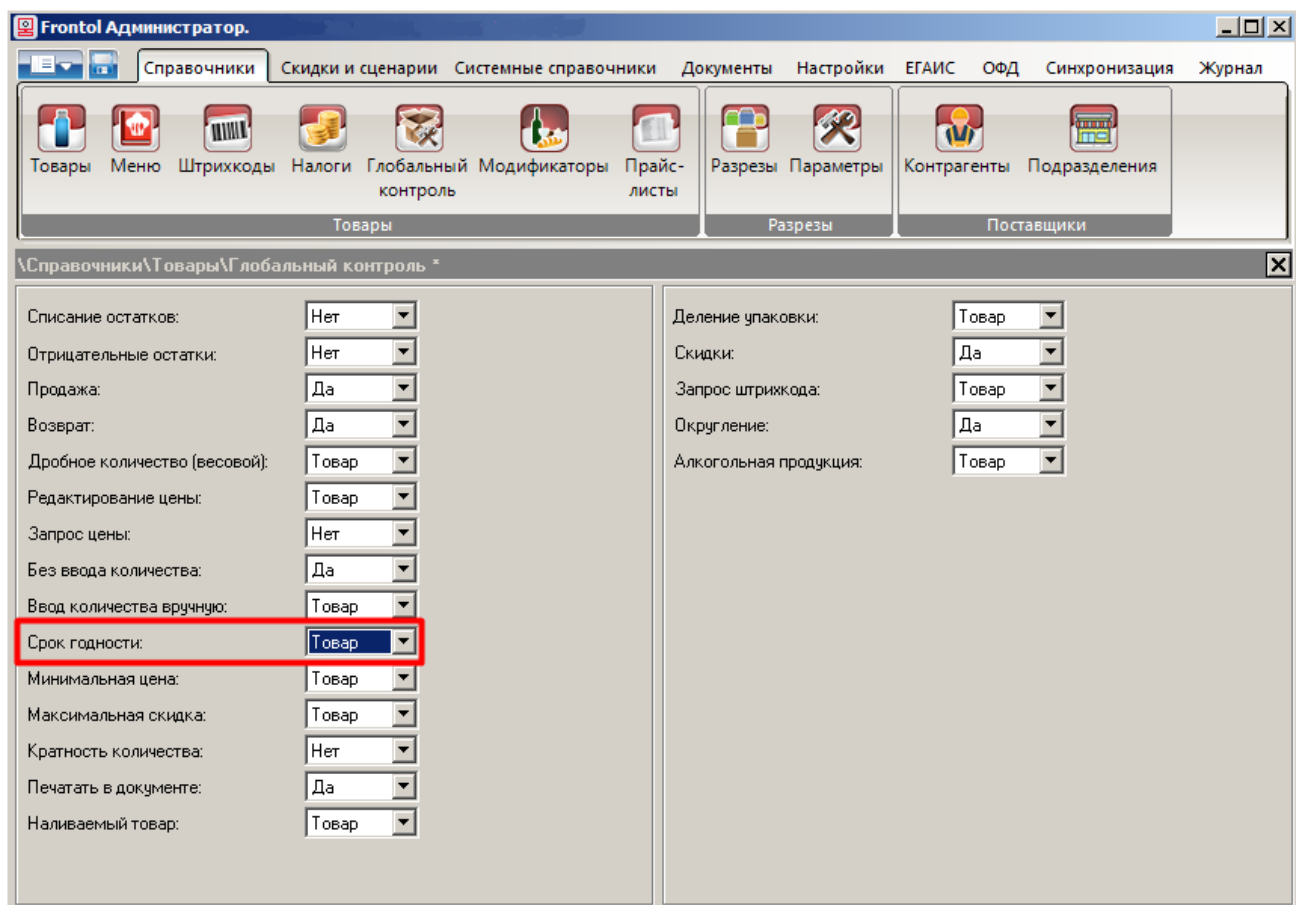 Frontol Администратор.
Справочники Скидки и сценарии Системные справочники Документы Настройки ЕГАИС ОФД Синхронизация Журнал
Товары Меню Штрихкоды Налоги Глобальный контроль Модификаторы Прайс-листы Разрезы Параметры Контрагенты Подразделения
Товары Разрезы Поставщики
\Справочники\Товары\Глобальный контроль *
Списание остатков: Нет
Отрицательные остатки: Нет
Продажа: Да
Возврат: Да
Дробное количество (весовой): Товар
Редактирование цены: Товар
Запрос цены: Нет
Без ввода количества: Да
Ввод количества вручную: Товар
Срок годности: Товар
Минимальная цена: Товар
Максимальная скидка: Товар
Кратность количества: Нет
Печатать в документе: Да
Наливаемый товар: Товар
Деление упаковки: Товар
Скидки: Да
Запрос штрихкода: Товар
Округление: Да
Алкогольная продукция: Товар